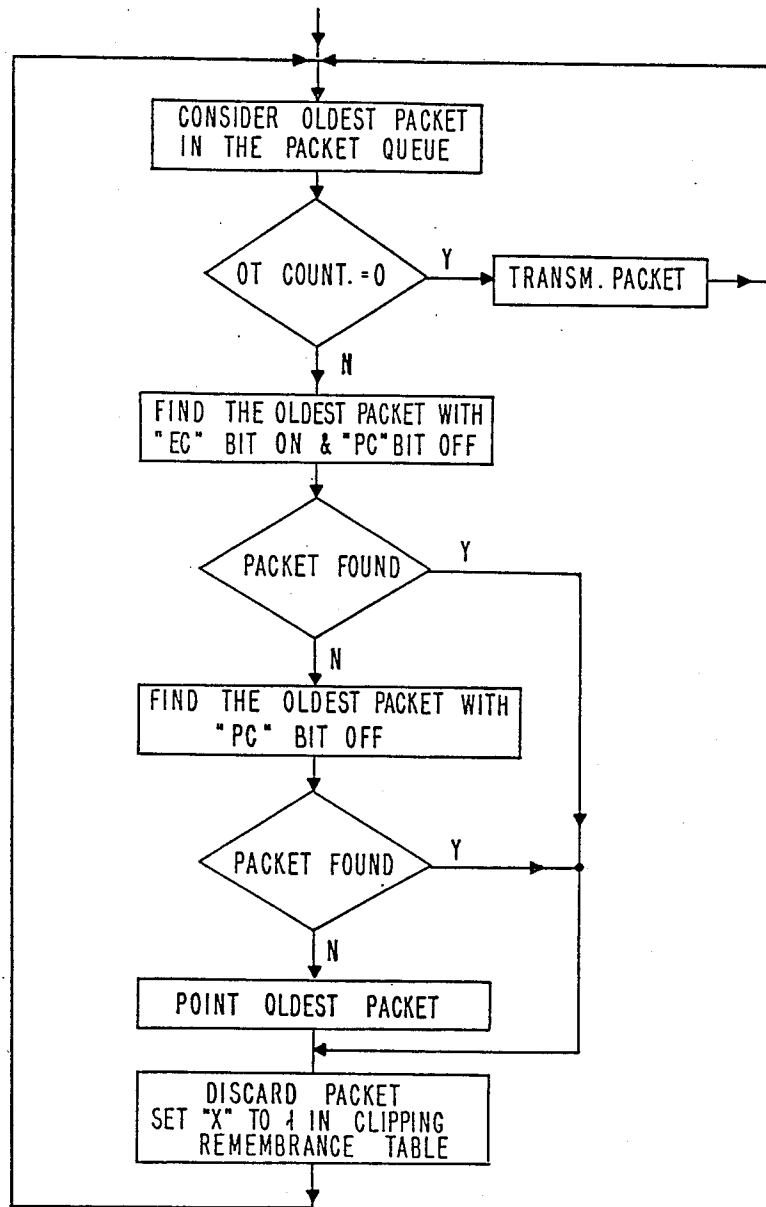 CONSIDER OLDEST PACKET
IN THE PACKET QUEUE
OT COUNT.=0
Y
TRANSM. PACKET
N
FIND THE OLDEST PACKET WITH
"EC" BIT ON & "PC" BIT OFF
PACKET FOUND
Y
N
FIND THE OLDEST PACKET WITH
"PC" BIT OFF
PACKET FOUND
Y
N
POINT OLDEST PACKET
DISCARD PACKET
SET "X" TO 1 IN CLIPPING
REMEMBRANCE TABLE